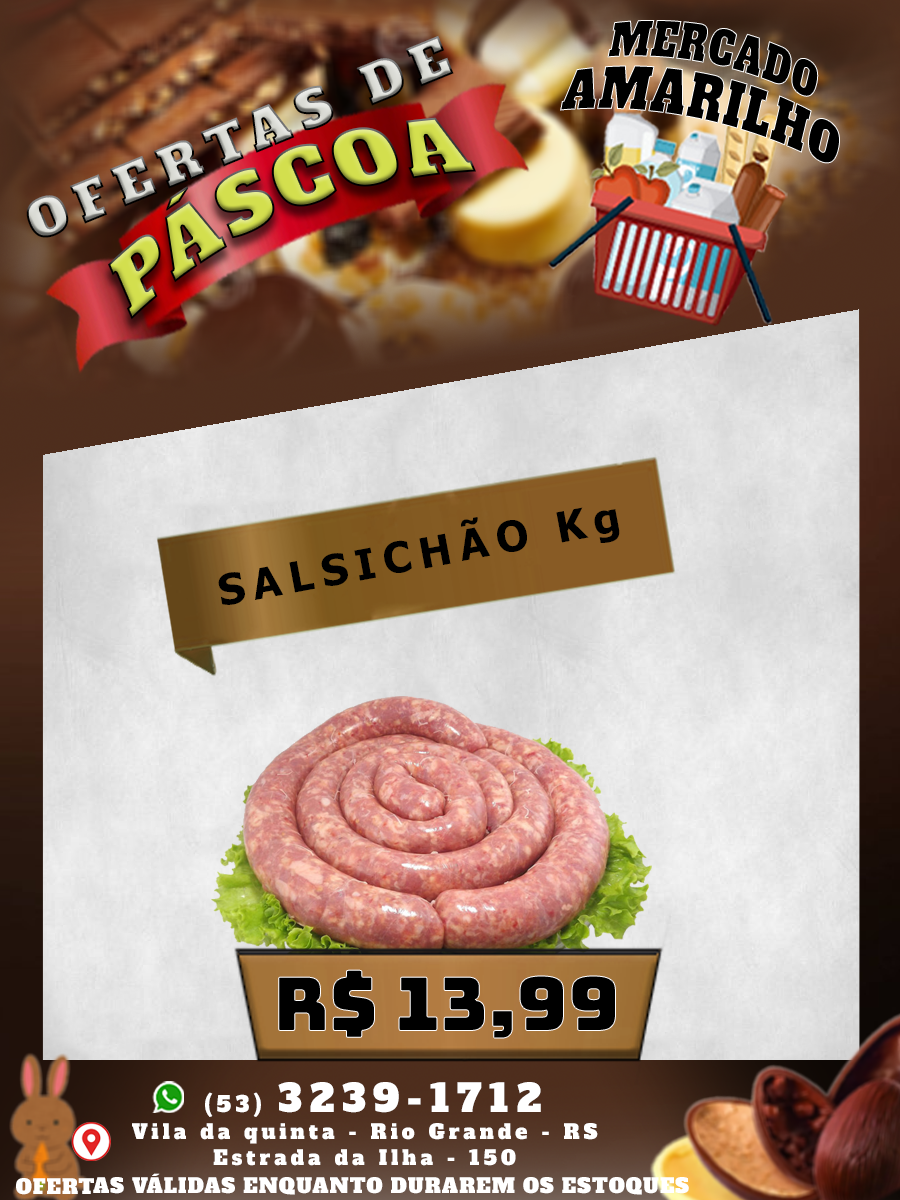 OFERTAS DE
PÁSCOA
MERCADO
AMARILHO
SALSICHÃO Kg
R$ 13,99
(53) 3239-1712
Vila da quinta - Rio Grande - RS
Estrada da Ilha - 150
OFERTAS VÁLIDAS ENQUANTO DURAREM OS ESTOQUES